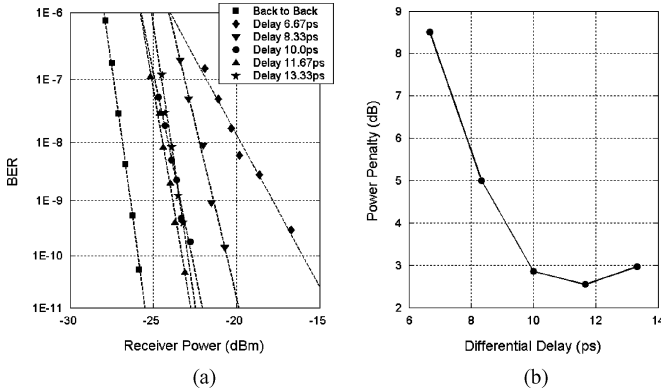 1E-6
1E-7
1E-8
1E-9
1E-10
1E-11
BER
-30
-25
-20
-15
Receiver Power (dBm)
Back to Back
Delay 6.67ps
Delay 8.33ps
Delay 10.0ps
Delay 11.67ps
Delay 13.33ps
(a)
9
8
7
6
5
4
3
2
Power Penalty (dB)
6
8
10
12
14
Differential Delay (ps)
(b)